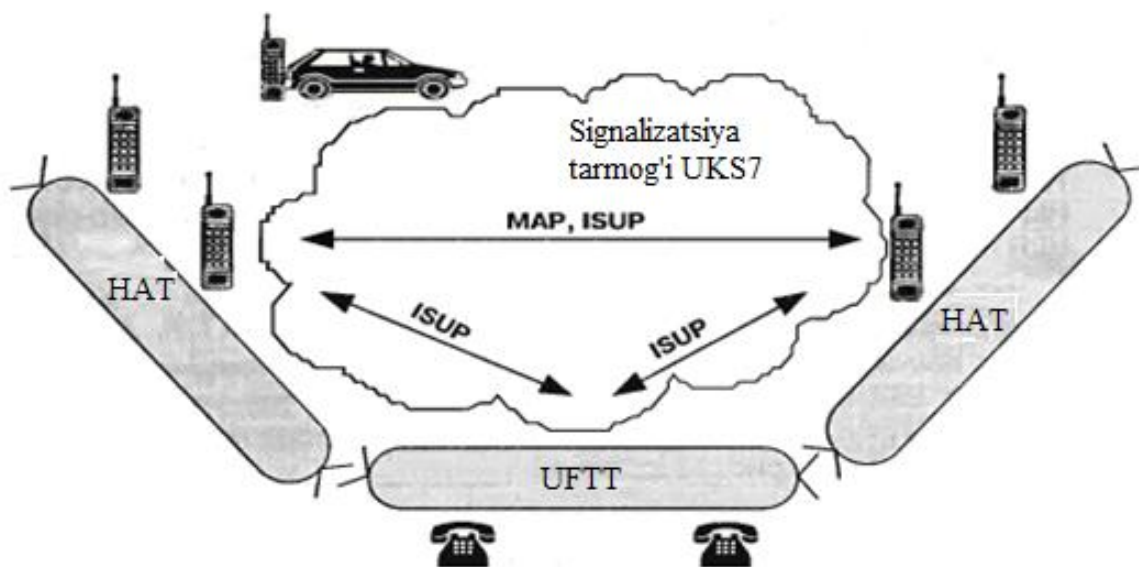 Signalizatsiya
tarmog'i UKS7
MAP, ISUP
HAT
HAT
ISUP
ISUP
UFTT